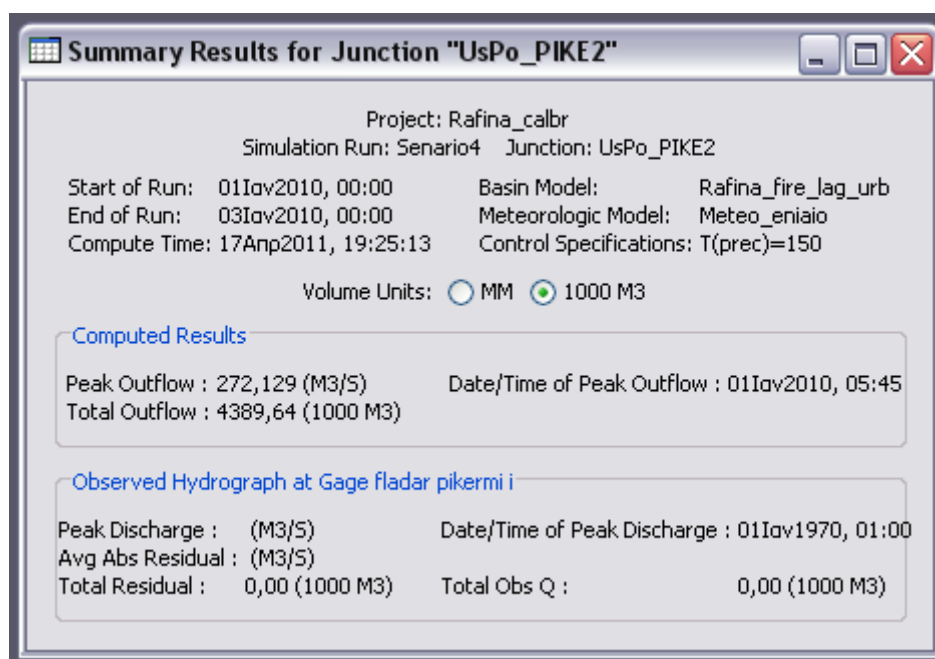 Summary Results for Junction "UsPo_PIKE2"
Project: Rafina_calbr
Simulation Run: Senario4 Junction: UsPo_PIKE2
Start of Run: 01Ιαν2010, 00:00 Basin Model: Rafina_fire_lag_urb
End of Run: 03Ιαν2010, 00:00 Meteorologic Model: Meteo_eniaio
Compute Time: 17Απρ2011, 19:25:13 Control Specifications: T(prec)=150
Volume Units: MM 1000 M3
Computed Results
Peak Outflow : 272,129 (M3/S) Date/Time of Peak Outflow : 01Ιαν2010, 05:45
Total Outflow : 4389,64 (1000 M3)
Observed Hydrograph at Gage fladar pikermi i
Peak Discharge : (M3/S) Date/Time of Peak Discharge : 01Ιαν1970, 01:00
Avg Abs Residual : (M3/S)
Total Residual : 0,00 (1000 M3) Total Obs Q : 0,00 (1000 M3)